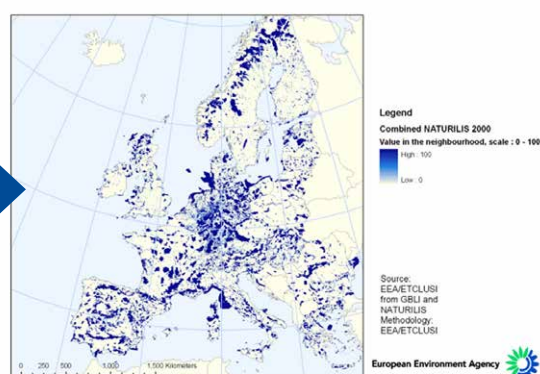 Legend
Combined NATURILIS 2000
Value in the neighbourhood, scale : 0 - 100
High : 100
Low : 0
Source:
EEA/ETCLUSI
from GBLI and
NATURILIS
Methodology:
EEA/ETCLUSI
0 250 500 1,000 1,500 Kilometers
European Environment Agency